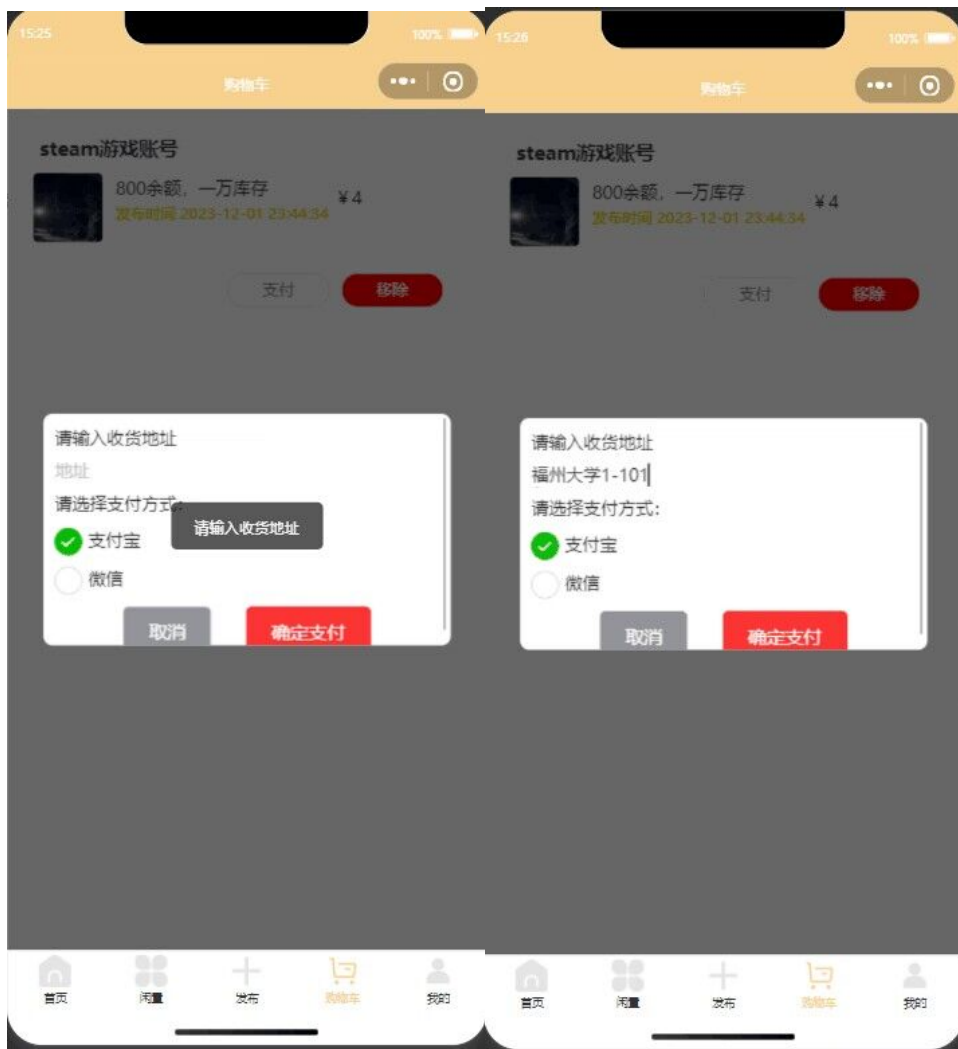 15:25
100%
购物车
steam游戏账号
800余额，一万库存
¥4
发布时间 2023-12-01 23:44:34
支付
移除
请输入收货地址
地址
请选择支付方式:
请输入收货地址
支付宝
微信
取消
确定支付
首页
闲置
发布
购物车
我的
15:26
100%
购物车
steam游戏账号
800余额，一万库存
¥4
发布时间 2023-12-01 23:44:34
支付
移除
请输入收货地址
福州大学1-101
请选择支付方式:
支付宝
微信
取消
确定支付
首页
闲置
发布
购物车
我的